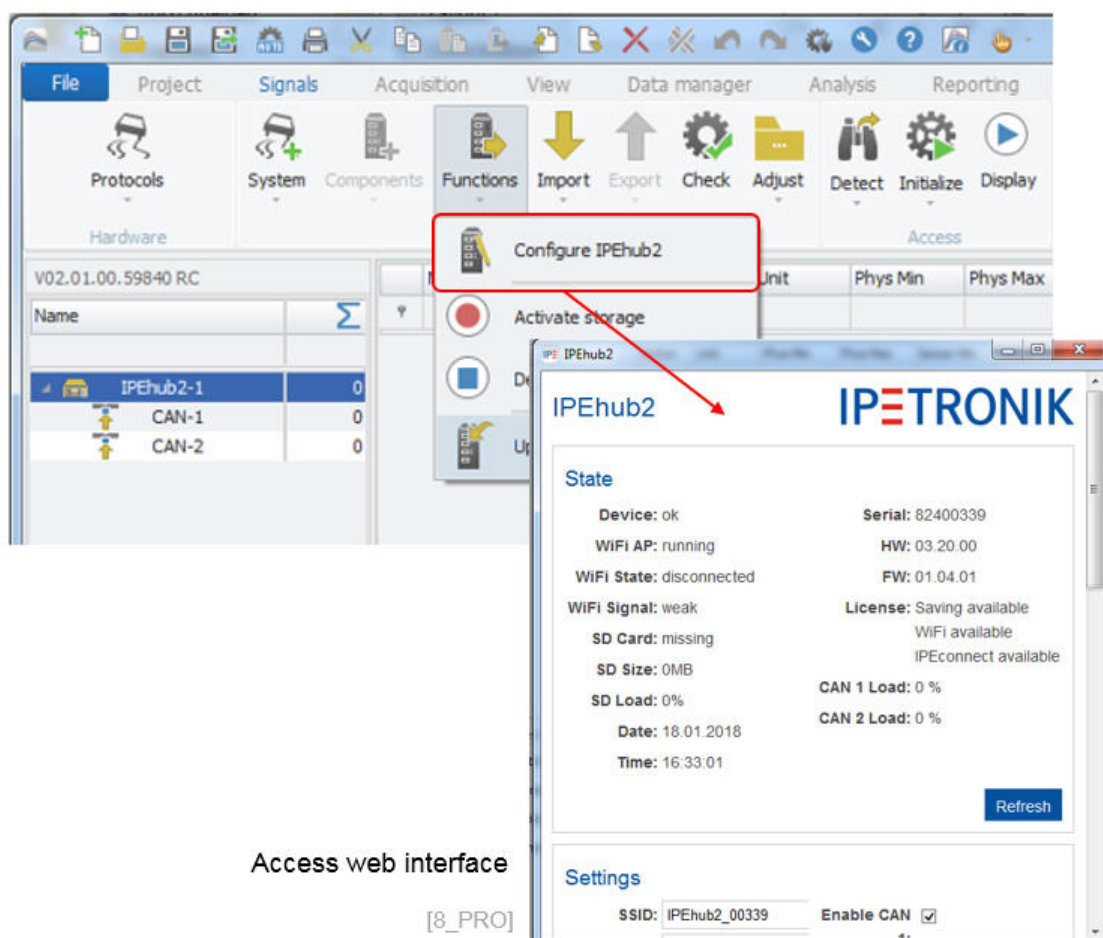 File Project Signals Acquisition View Data manager Analysis Reporting
Protocols System Components Functions Import Export Check Adjust Detect Initialize Display
Hardware Access
Configure IPEhub2
V02.01.00.59840 RC
Unit Phys Min Phys Max
Name Σ
Activate storage
IPEhub2-1 0
CAN-1 0
CAN-2 0
IPE IPEhub2
IPEhub2 IPETRONIK
State
Device: ok Serial: 82400339
WiFi AP: running HW: 03.20.00
WiFi State: disconnected FW: 01.04.01
WiFi Signal: weak License: Saving available
SD Card: missing WiFi available
SD Size: 0MB IPEconnect available
SD Load: 0% CAN 1 Load: 0 %
Date: 18.01.2018 CAN 2 Load: 0 %
Time: 16:33:01
Refresh
Access web interface
Settings
SSID: IPEhub2_00339 Enable CAN
[8_PRO]